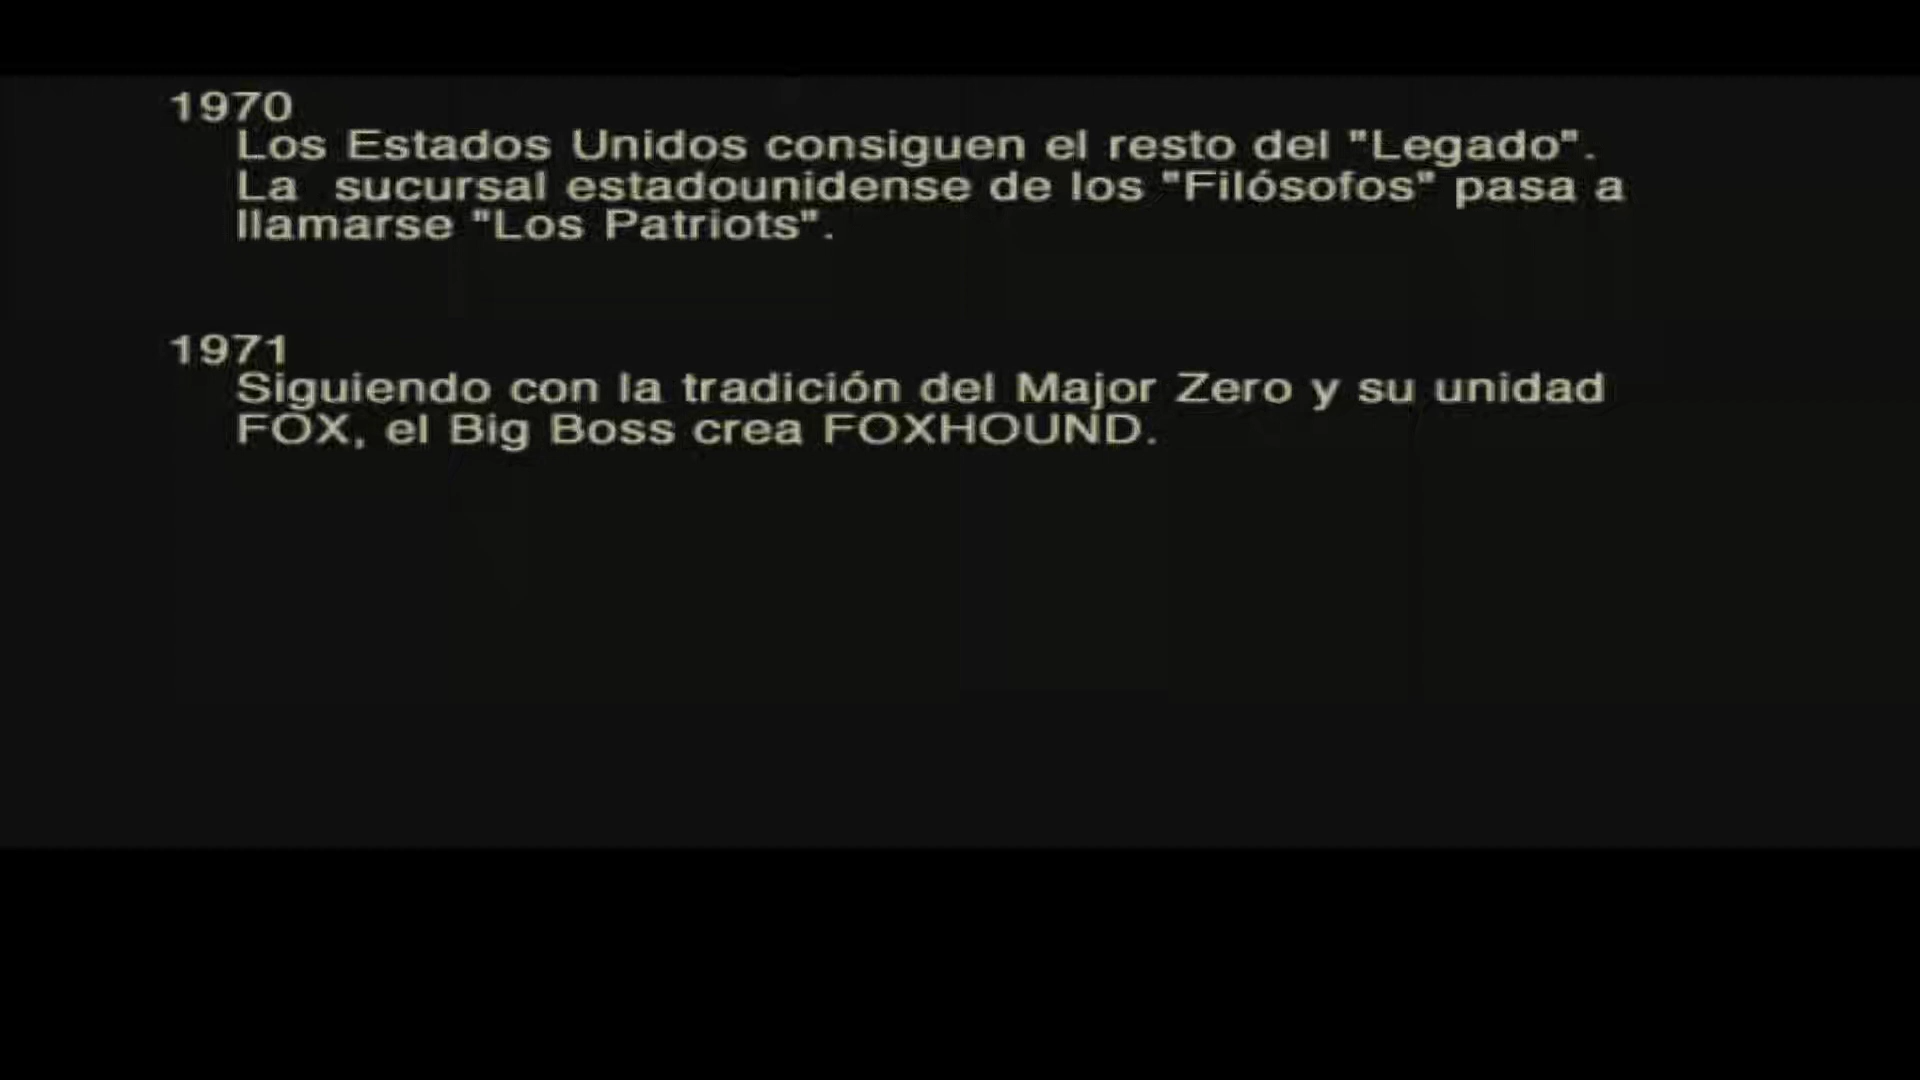 1970
Los Estados Unidos consiguen el resto del "Legado".
La sucursal estadounidense de los "Filósofos" pasa a
llamarse "Los Patriots".
1971
Siguiendo con la tradición del Major Zero y su unidad
FOX, el Big Boss crea FOXHOUND.